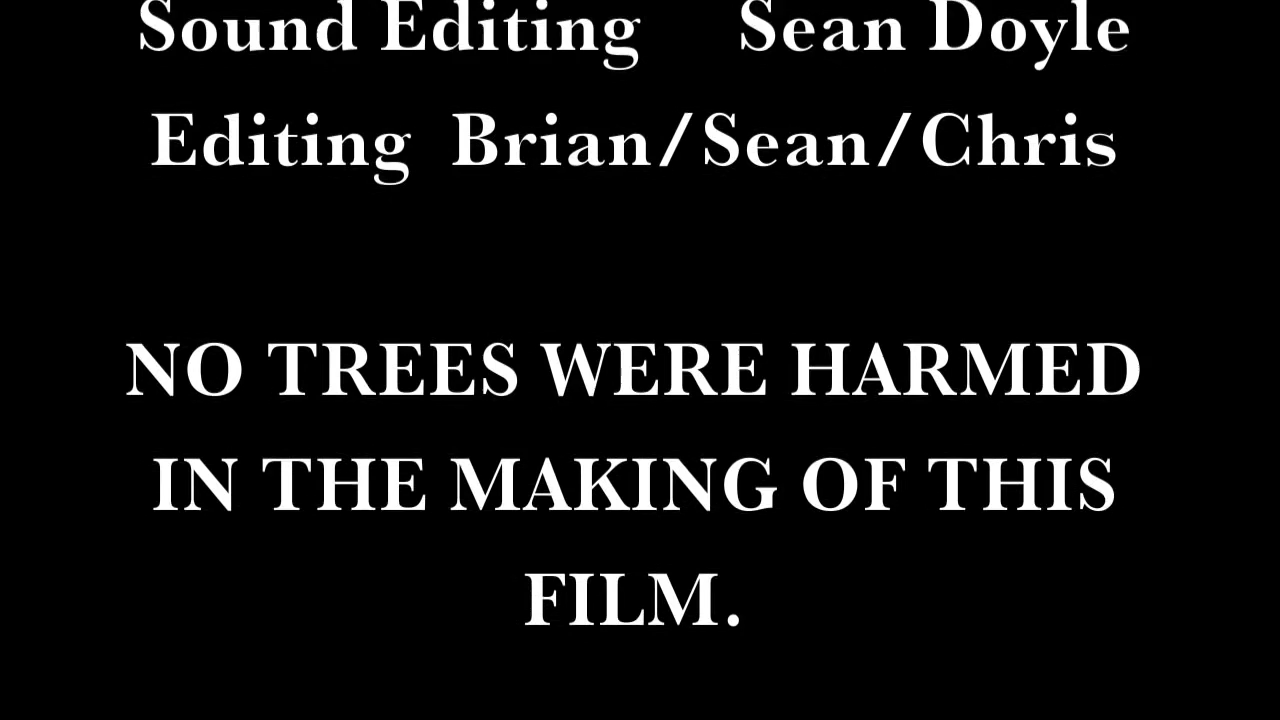 Sound Editing Sean Doyle
Editing Brian/Sean/Chris
NO TREES WERE HARMED
IN THE MAKING OF THIS
FILM.